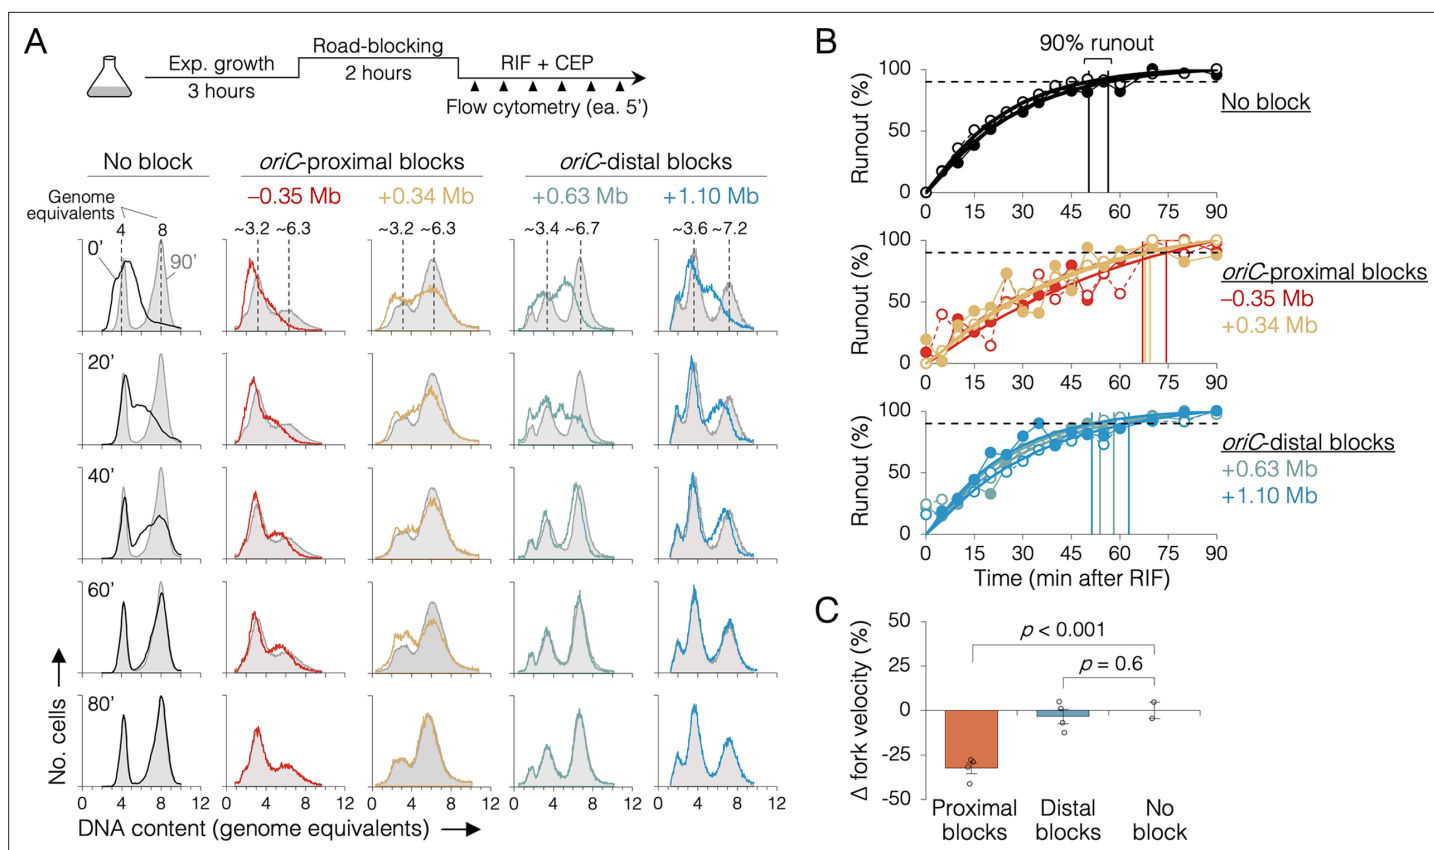 A
Exp. growth
3 hours
Road-blocking
2 hours
RIF + CEP
Flow cytometry (ea. 5’)
No block
oriC-proximal blocks
oriC-distal blocks
–0.35 Mb
+0.34 Mb
+0.63 Mb
+1.10 Mb
Genome
equivalents
4
8
~3.2
~6.3
~3.2
~6.3
~3.4
~6.7
~3.6
~7.2
0’
90’
20’
40’
60’
80’
0 4 8 12
0 4 8 12
0 4 8 12
0 4 8 12
0 4 8 12
No. cells
DNA content (genome equivalents)
B
90% runout
Runout (%)
100
50
0
0 15 30 45 60 75 90
No block
Runout (%)
100
50
0
0 15 30 45 60 75 90
oriC-proximal blocks
–0.35 Mb
+0.34 Mb
Runout (%)
100
50
0
0 15 30 45 60 75 90
oriC-distal blocks
+0.63 Mb
+1.10 Mb
Time (min after RIF)
C
Δ fork velocity (%)
50
25
0
-25
-50
p < 0.001
p = 0.6
Proximal
blocks
Distal
blocks
No
block